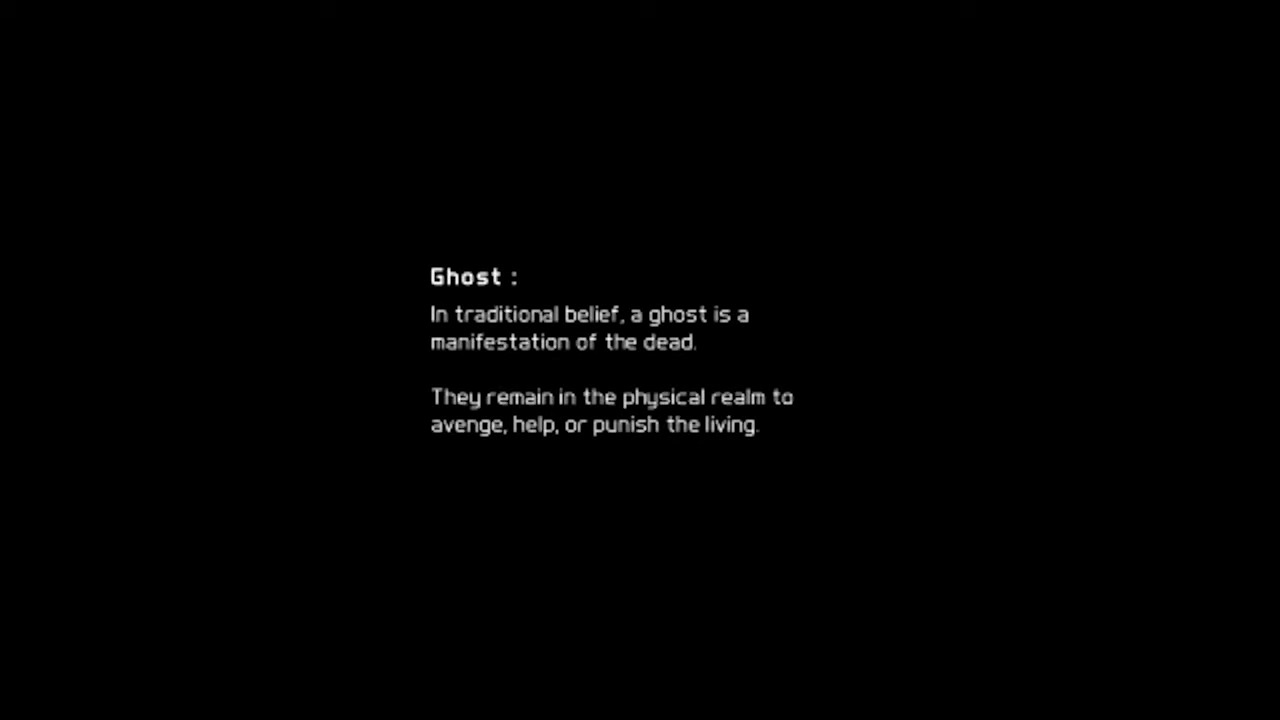 Ghost :
In traditional belief, a ghost is a
manifestation of the dead.
They remain in the physical realm to
avenge, help, or punish the living.